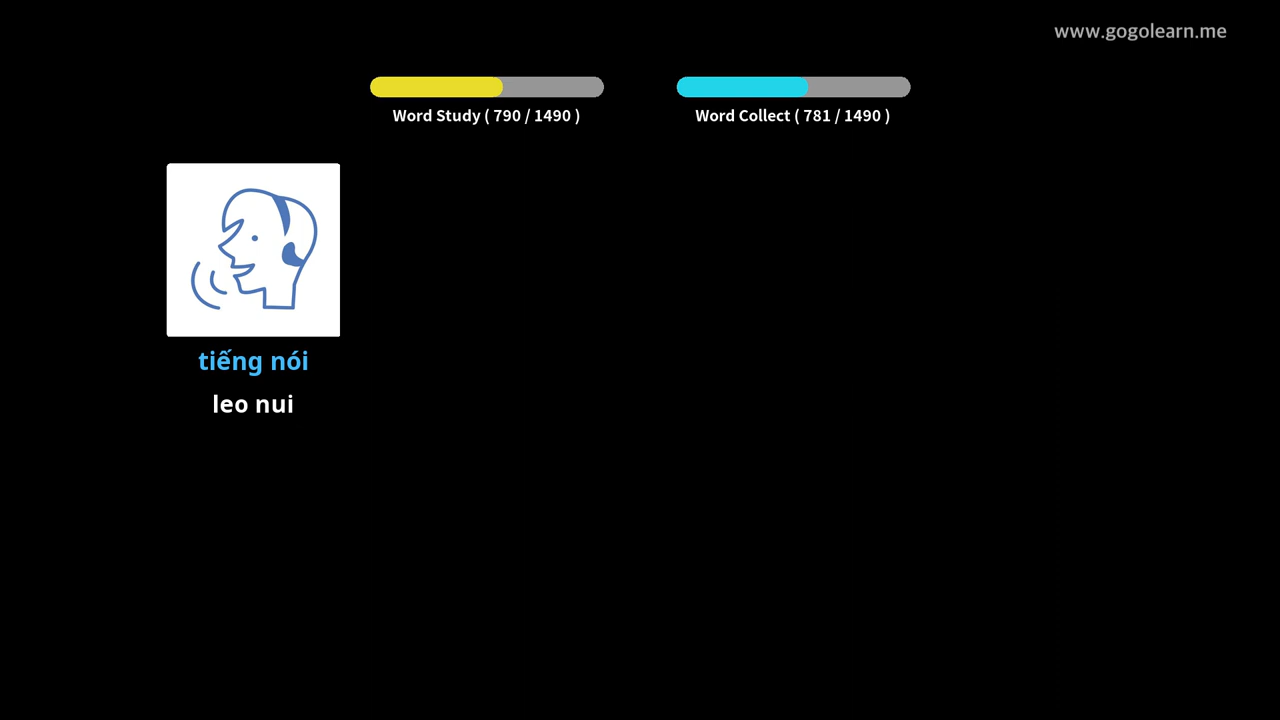 www.gogolearn.me
Word Study ( 790 / 1490 )
Word Collect ( 781 / 1490 )
tiếng nói
leo nui